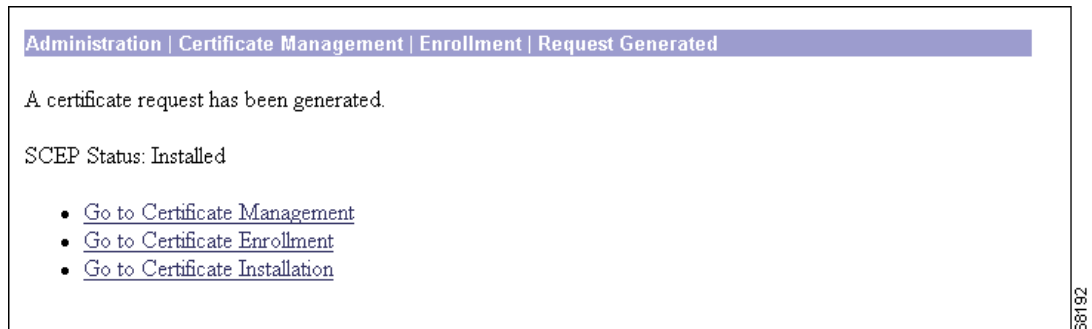 Administration | Certificate Management | Enrollment | Request Generated
A certificate request has been generated.
SCEP Status: Installed
• Go to Certificate Management
• Go to Certificate Enrollment
• Go to Certificate Installation
68192